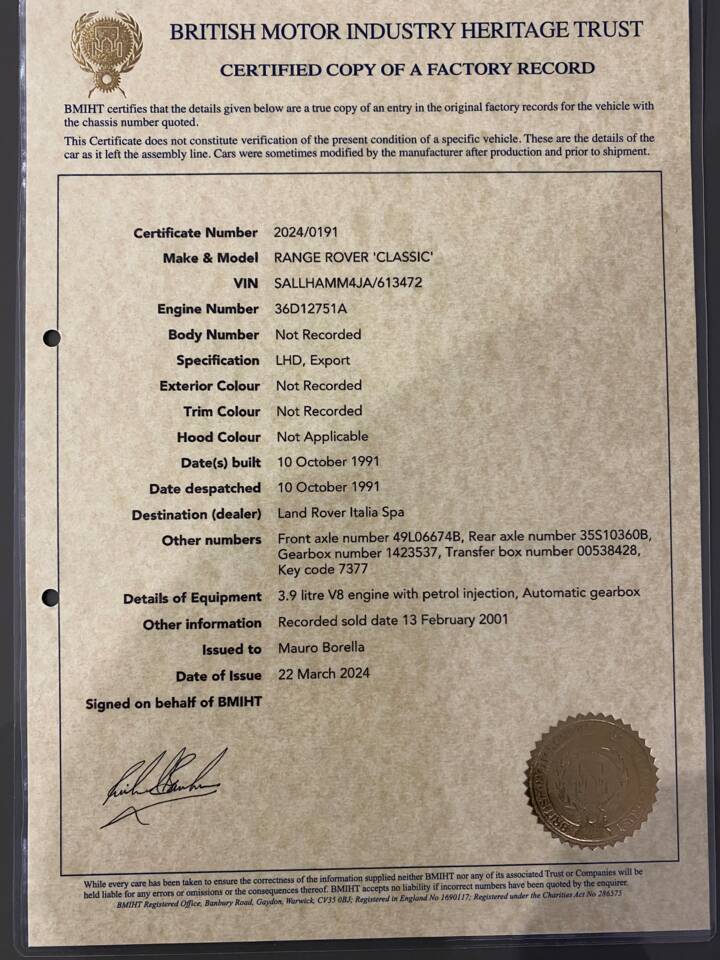 BRITISH MOTOR INDUSTRY HERITAGE TRUST
CERTIFIED COPY OF A FACTORY RECORD
BMIHT certifies that the details given below are a true copy of an entry in the original factory records for the vehicle with
the chassis number quoted.
This Certificate does not constitute verification of the present condition of a specific vehicle. These are the details of the
car as it left the assembly line. Cars were sometimes modified by the manufacturer after production and prior to shipment.
Certificate Number 2024/0191
Make & Model RANGE ROVER 'CLASSIC'
VIN SALLHAMM4JA/613472
Engine Number 36D12751A
Body Number Not Recorded
Specification LHD, Export
Exterior Colour Not Recorded
Trim Colour Not Recorded
Hood Colour Not Applicable
Date(s) built 10 October 1991
Date despatched 10 October 1991
Destination (dealer) Land Rover Italia Spa
Other numbers Front axle number 49L06674B, Rear axle number 35S10360B,
Gearbox number 1423537, Transfer box number 00538428,
Key code 7377
Details of Equipment 3.9 litre V8 engine with petrol injection, Automatic gearbox
Other information Recorded sold date 13 February 2001
Issued to Mauro Borella
Date of Issue 22 March 2024
Signed on behalf of BMIHT
While every care has been taken to ensure the correctness of the information supplied neither BMIHT nor any of its associated Trust or Companies will be
held liable for any errors or omissions or the consequences thereof. BMIHT accepts no liability if incorrect numbers have been quoted by the enquirer.
BMIHT Registered Office, Banbury Road, Gaydon, Warwick, CV35 0BJ; Registered in England No 1690117; Registered under the Charities Act No 286575